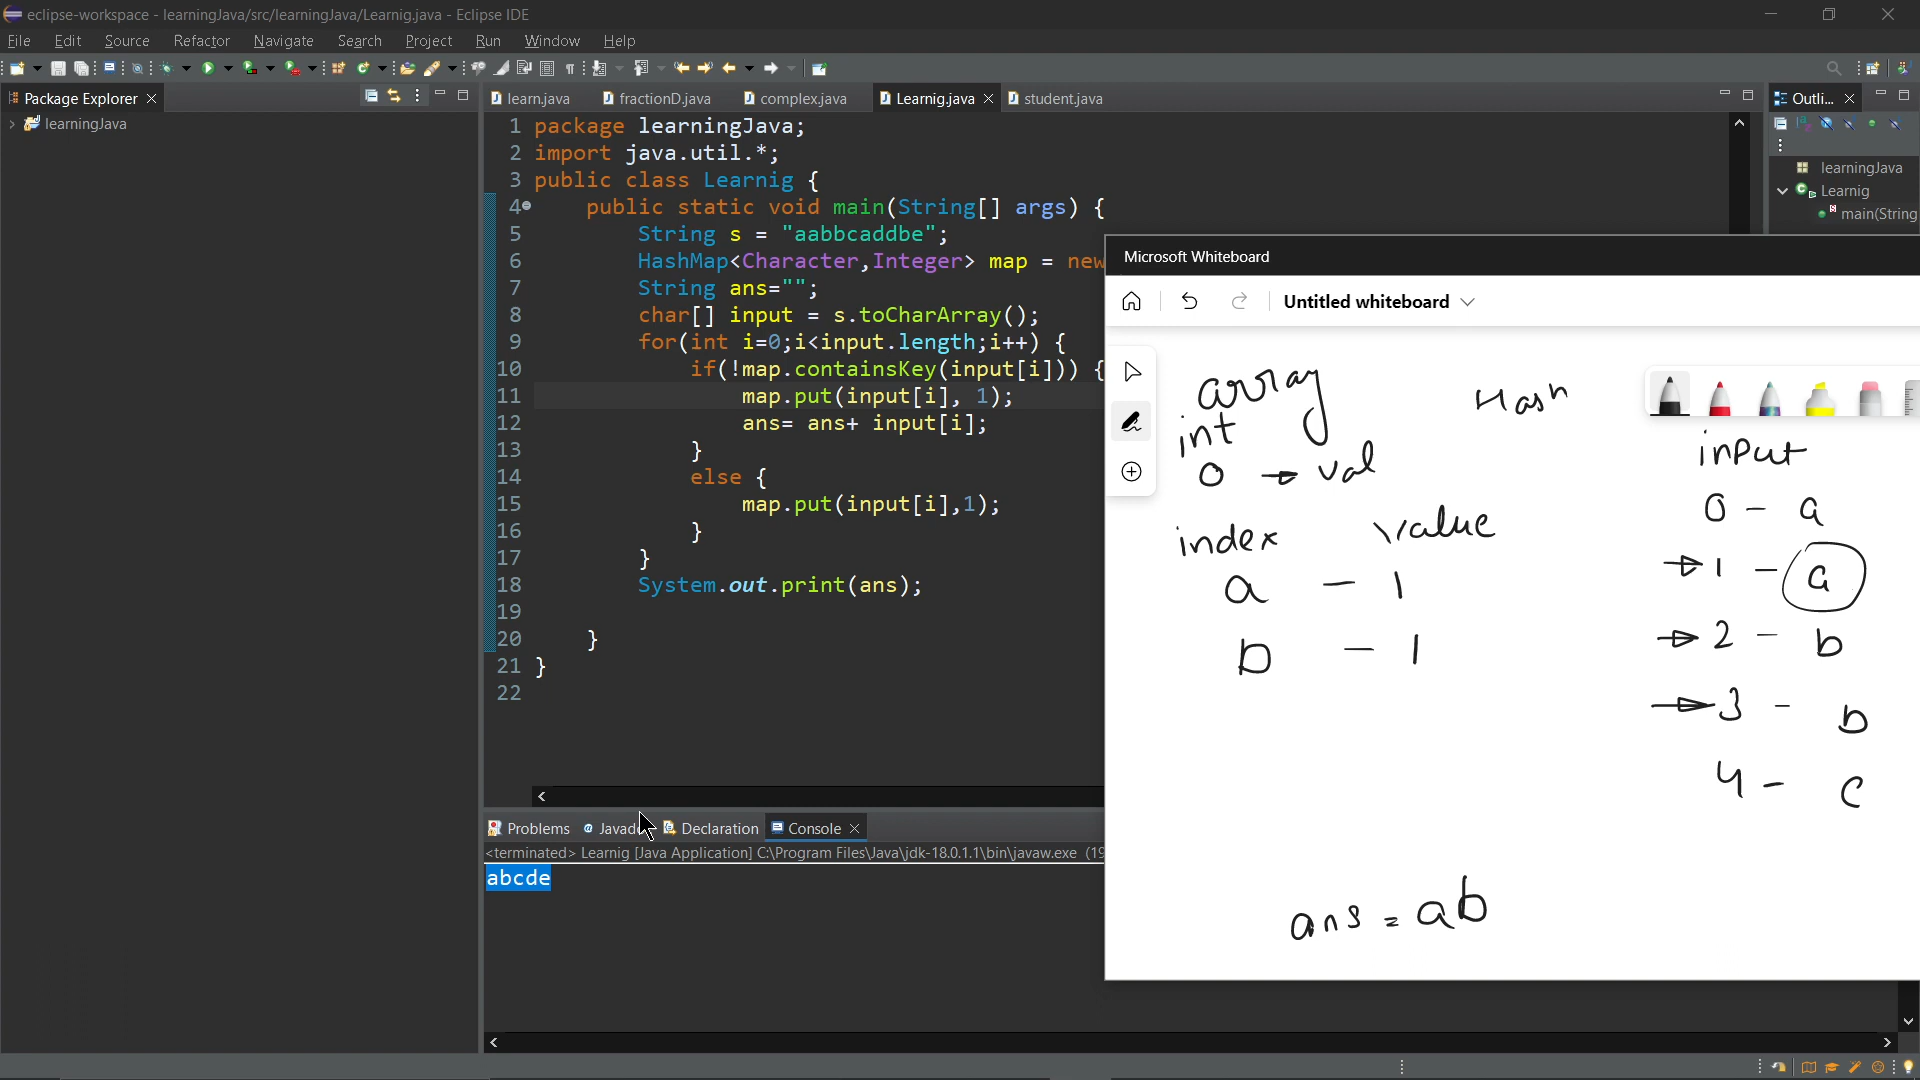 eclipse-workspace - learningJava/src/learningJava/Learnig.java - Eclipse IDE
File Edit Source Refactor Navigate Search Project Run Window Help
Package Explorer
learningJava
learn.java fractionD.java complex.java Learnig.java student.java
1 package learningJava;
2 import java.util.*;
3 public class Learnig {
4 public static void main(String[] args) {
5 String s = "aabbcaddbe";
6 HashMap<Character,Integer> map = new
7 String ans="";
8 char[] input = s.toCharArray();
9 for(int i=0;i<input.length;i++) {
10 if(!map.containsKey(input[i])) {
11 map.put(input[i], 1);
12 ans= ans+ input[i];
13 }
14 else {
15 map.put(input[i],1);
16 }
17 }
18 System.out.print(ans);
19
20 }
21 }
22
Outli...
learningJava
Learnig
main(String
Microsoft Whiteboard
Untitled whiteboard
array
int
0 → val
Hash
index value
a - 1
b - 1
input
0 - a
→ 1 - a
→ 2 - b
→ 3 - b
4 - c
ans = ab
Problems Javad Declaration Console
<terminated> Learnig [Java Application] C:\Program Files\Java\jdk-18.0.1.1\bin\javaw.exe (19
abcde